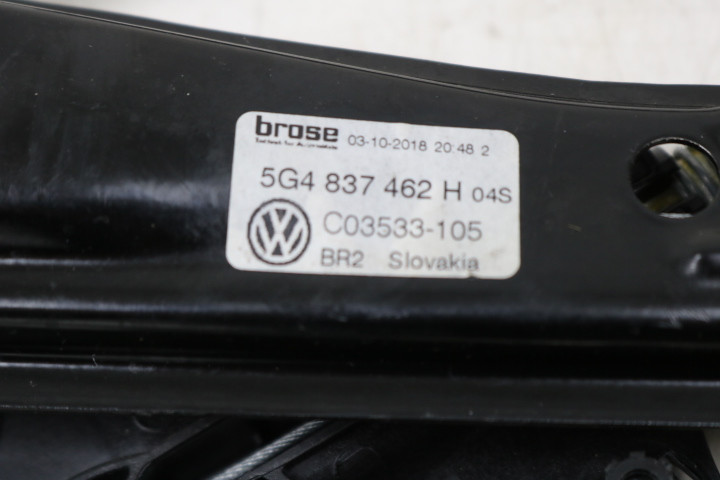 brose 03-10-2018 20 48 2
5G4 837 462 H 04S
C03533-105
BR2 Slovakia